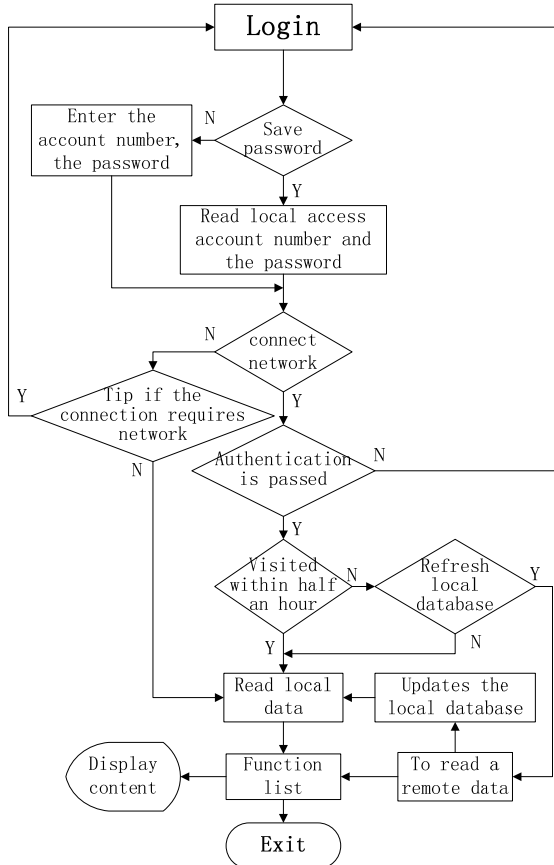 Login
N
Enter the
account number,
the password
Save
password
Y
Read local access
account number and
the password
N
connect
network
Y
Tip if the
connection requires
network
Y
N
Authentication
is passed
N
Y
Visited
within half
an hour
N
Refresh
local
database
Y
Y
N
Read local
data
Updates the
local database
Display
content
Function
list
To read a
remote data
Exit